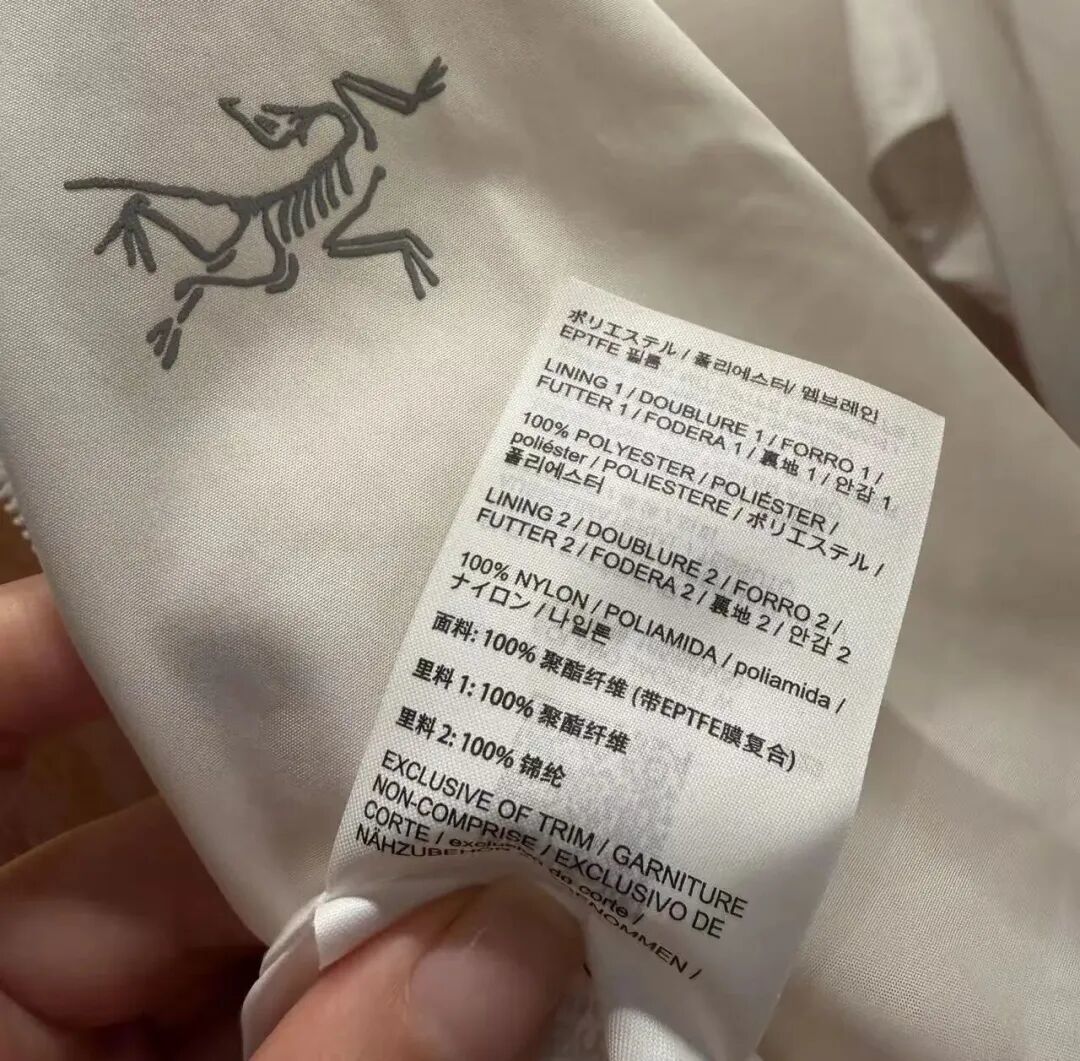 ポリエステル / 폴리에스터/ 멤브레인
EPTFE 필름
LINING 1 / DOUBLURE 1 / FORRO 1 /
FUTTER 1 / FODERA 1 / 裏地 1 / 안감 1
100% POLYESTER / POLIÉSTER /
poliéster / POLIESTERE / ポリエステル /
폴리에스터
LINING 2 / DOUBLURE 2 / FORRO 2 /
FUTTER 2 / FODERA 2 / 裏地 2 / 안감 2
100% NYLON / POLIAMIDA / poliamida /
ナイロン / 나일론
面料: 100% 聚酯纤维 (带EPTFE膜复合)
里料 1: 100% 聚酯纤维
里料 2: 100% 锦纶
EXCLUSIVE OF TRIM / GARNITURE
NON-COMPRISE / EXCLUSIVO DE
CORTE / do corte /